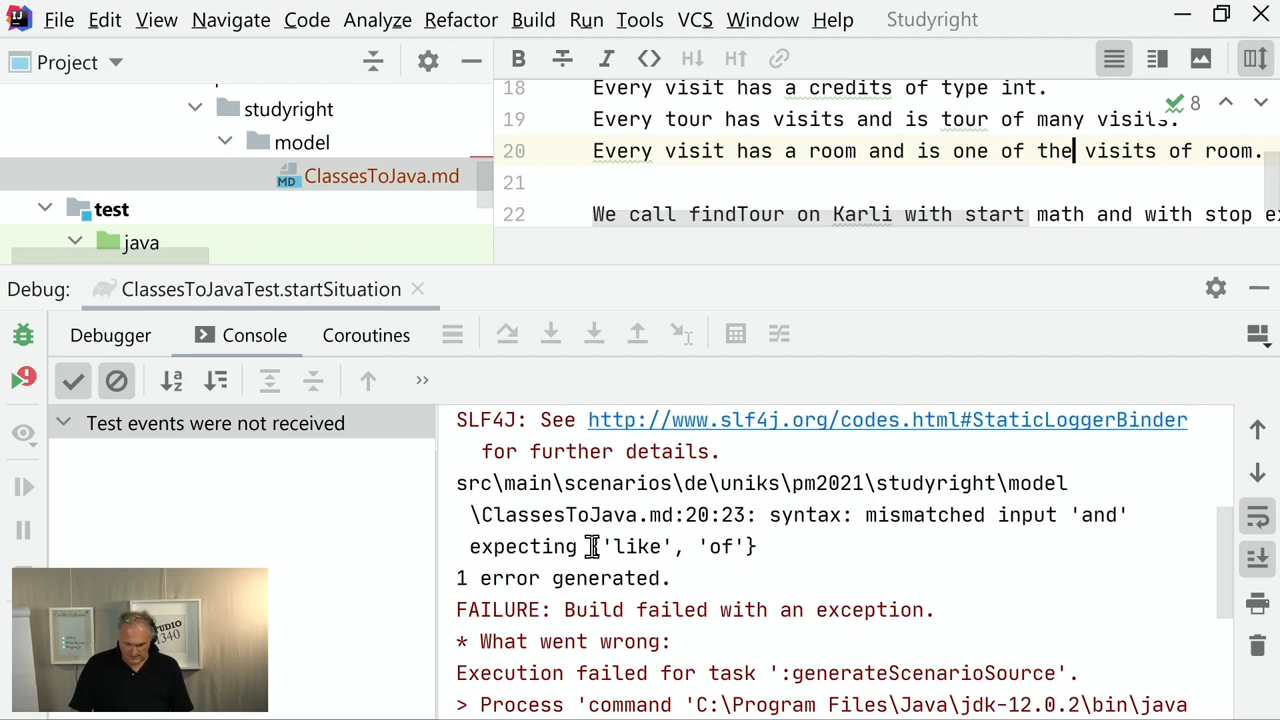 File Edit View Navigate Code Analyze Refactor Build Run Tools VCS Window Help Studyright
Project
studyright
model
MD ClassesToJava.md
test
java
18 Every visit has a credits of type int.
8
19 Every tour has visits and is tour of many visits.
20 Every visit has a room and is one of the visits of room.
21
22 We call findTour on Karli with start math and with stop e
Debug: ClassesToJavaTest.startSituation
Debugger Console Coroutines
Test events were not received
SLF4J: See http://www.slf4j.org/codes.html#StaticLoggerBinder
for further details.
src\main\scenarios\de\uniks\pm2021\studyright\model
\ClassesToJava.md:20:23: syntax: mismatched input 'and'
expecting {'like', 'of'}
1 error generated.
FAILURE: Build failed with an exception.
* What went wrong:
Execution failed for task ':generateScenarioSource'.
> Process 'command 'C:\Program Files\Java\jdk-12.0.2\bin\java
STUDIO
1340